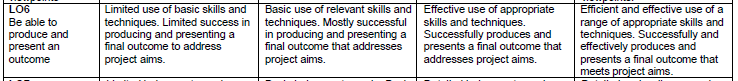 LO6
Be able to
produce and
present an
outcome
Limited use of basic skills and
techniques. Limited success in
producing and presenting a
final outcome to address
project aims.
Basic use of relevant skills and
techniques. Mostly successful
in producing and presenting a
final outcome that addresses
project aims.
Effective use of appropriate
skills and techniques.
Successfully produces and
presents a final outcome that
addresses project aims.
Efficient and effective use of a
range of appropriate skills and
techniques. Successfully and
effectively produces and
presents a final outcome that
meets project aims.